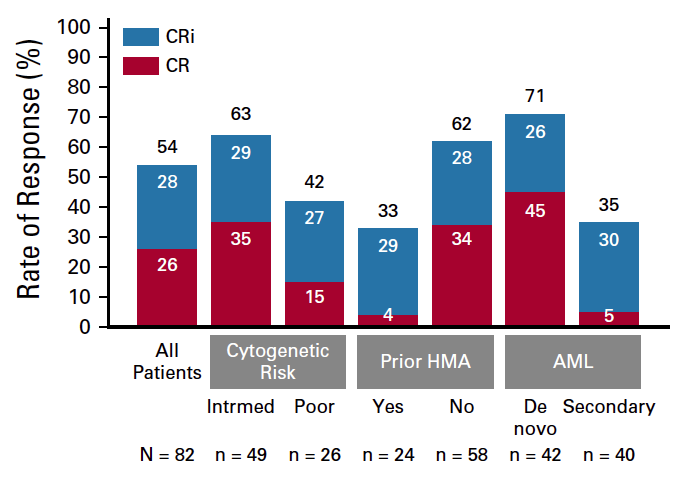 Rate of Response (%)
100
90
80
70
60
50
40
30
20
10
0
CRi
CR
54
28
26
63
29
35
42
27
15
33
29
4
62
28
34
71
26
45
35
30
5
All
Patients
Cytogenetic
Risk
Prior HMA
AML
Intrmed Poor Yes No De Secondary
novo
N = 82 n = 49 n = 26 n = 24 n = 58 n = 42 n = 40